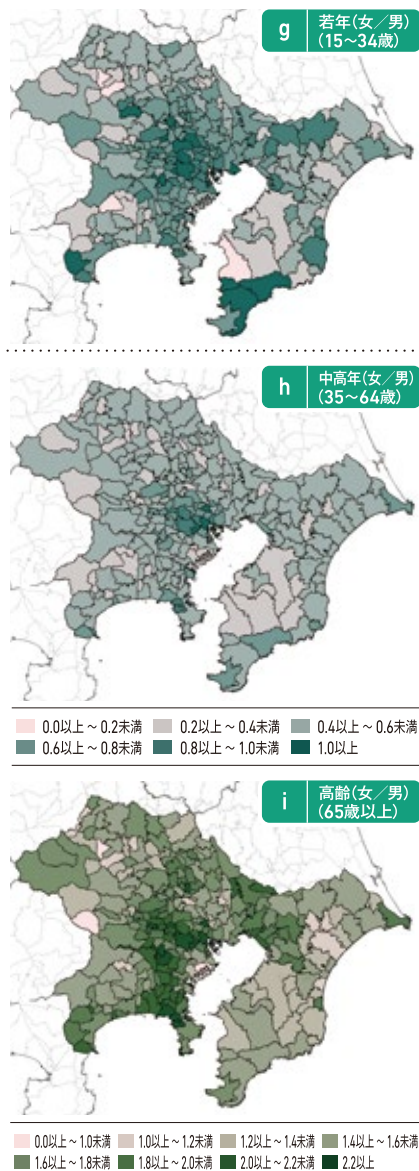 g
若年(女／男)
(15〜34歳)
h
中高年(女／男)
(35〜64歳)
0.0以上〜0.2未満
0.2以上〜0.4未満
0.4以上〜0.6未満
0.6以上〜0.8未満
0.8以上〜1.0未満
1.0以上
i
高齢(女／男)
(65歳以上)
0.0以上〜1.0未満
1.0以上〜1.2未満
1.2以上〜1.4未満
1.4以上〜1.6未満
1.6以上〜1.8未満
1.8以上〜2.0未満
2.0以上〜2.2未満
2.2以上